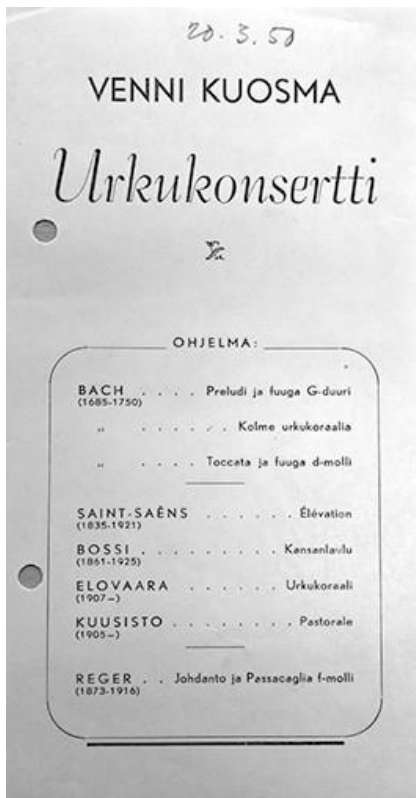 20.3.50
VENNI KUOSMA
Urkukonsertti
OHJELMA:
BACH . . . . Preludi ja fuuga G-duuri
(1685-1750)
„ . . . . . Kolme urkukoraalia
„ . . . . Toccata ja fuuga d-molli
SAINT-SAËNS . . . . . . Élévation
(1835-1921)
BOSSI . . . . . . . . . Kansanlaulu
(1861-1925)
ELOVAARA . . . . . . Urkukoraali
(1907—)
KUUSISTO . . . . . . . . Pastorale
(1905—)
REGER . . Johdanto ja Passacaglia f-molli
(1873-1916)